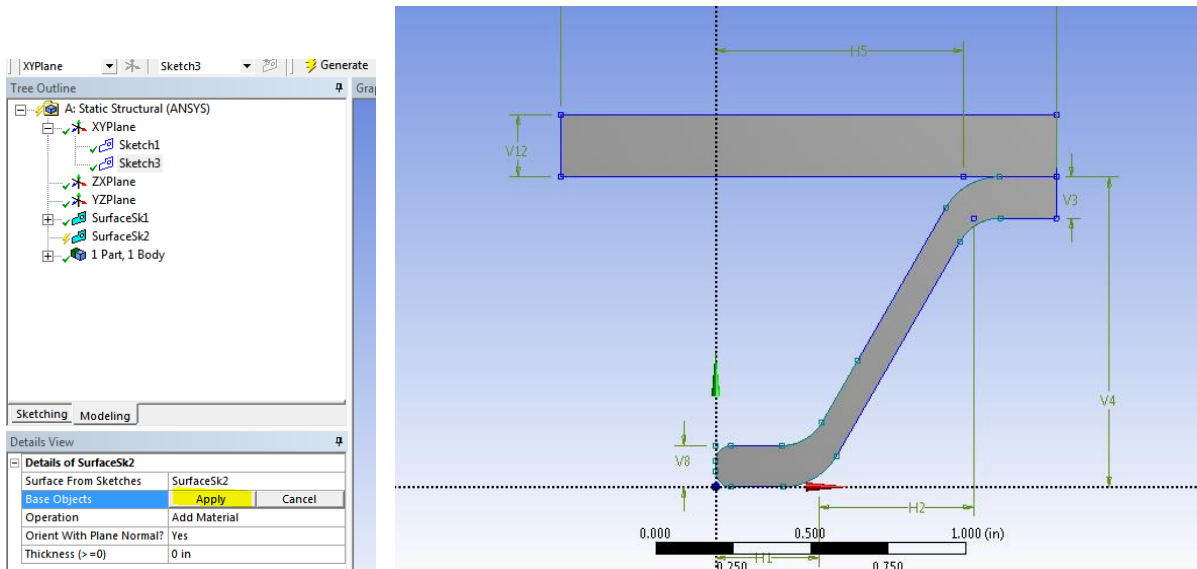 XYPlane Sketch3 Generate
Tree Outline
A: Static Structural (ANSYS)
XYPlane
Sketch1
Sketch3
ZXPlane
YZPlane
SurfaceSk1
SurfaceSk2
1 Part, 1 Body
Sketching Modeling
Details View
Details of SurfaceSk2
Surface From Sketches SurfaceSk2
Base Objects Apply Cancel
Operation Add Material
Orient With Plane Normal? Yes
Thickness (>=0) 0 in
Gra
H5
V12
V3
V4
V8
H2
0.000 0.500 1.000 (in)
H1
0.250 0.750